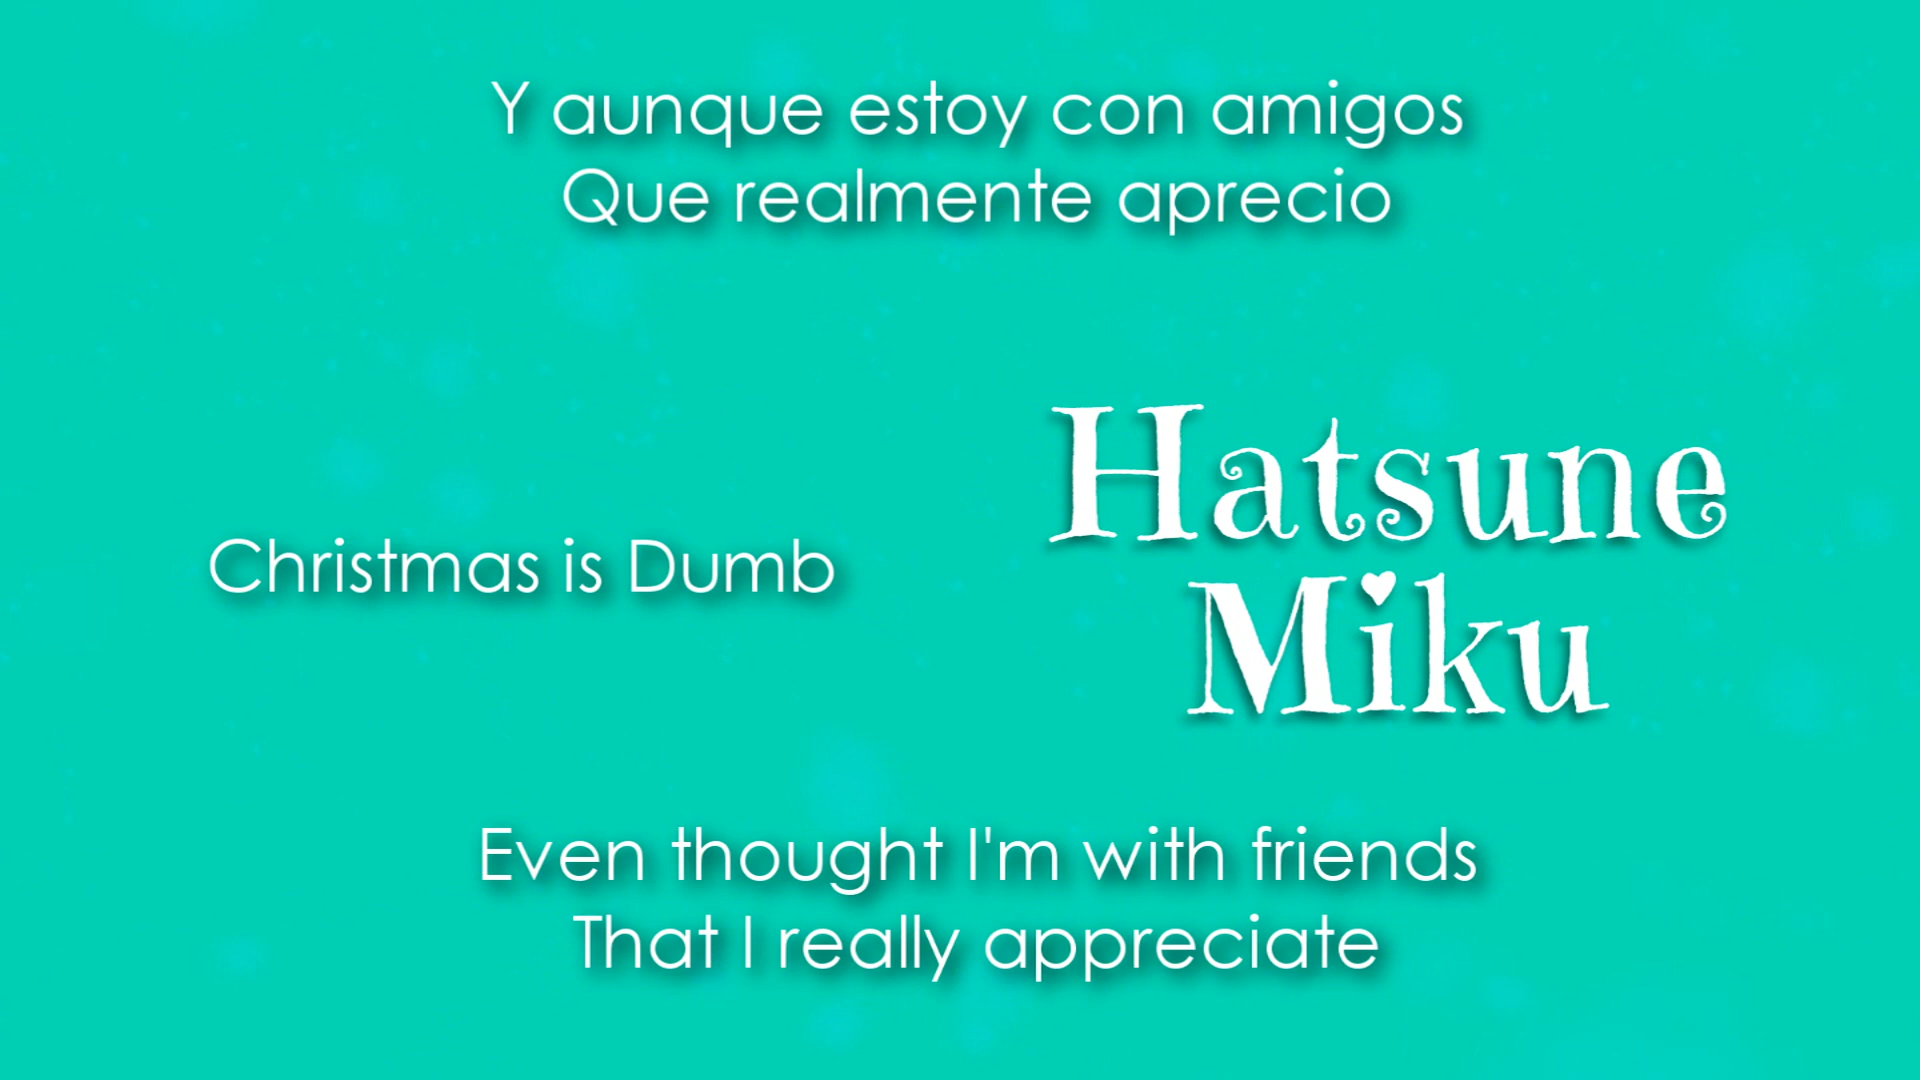 Y aunque estoy con amigos
Que realmente aprecio
Christmas is Dumb
Hatsune
Miku
Even thought I'm with friends
That I really appreciate